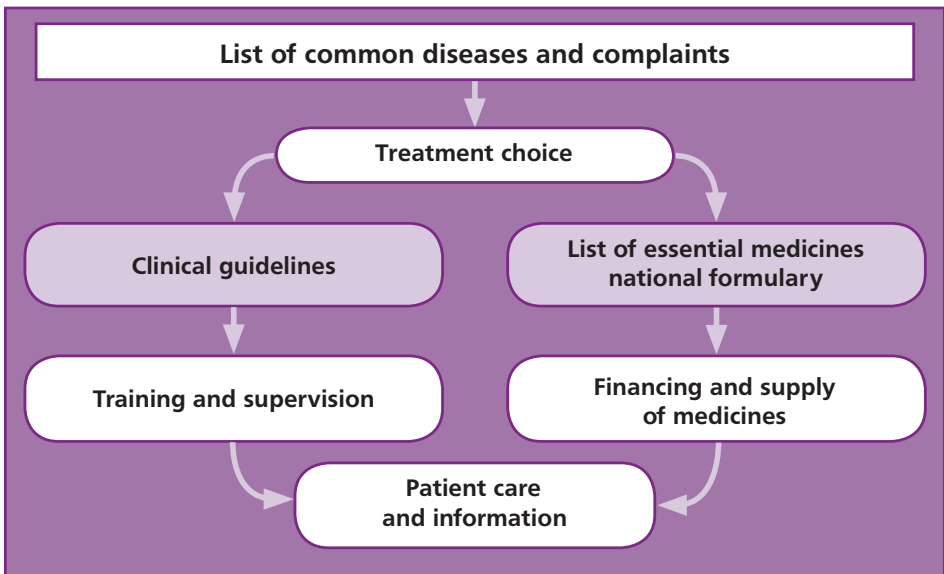 List of common diseases and complaints
Treatment choice
Clinical guidelines
List of essential medicines
national formulary
Training and supervision
Financing and supply
of medicines
Patient care
and information